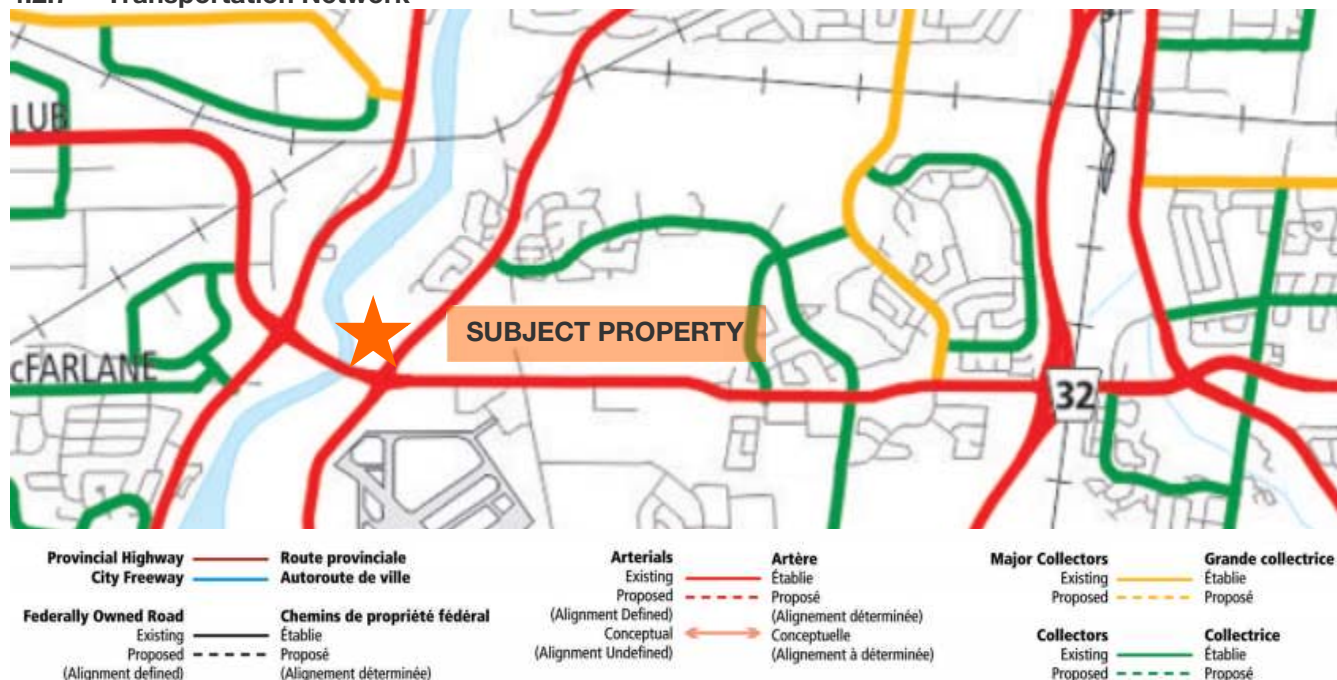 Transportation Network
LUB
SUBJECT PROPERTY
cFARLANE
32
Provincial Highway Route provinciale
City Freeway Autoroute de ville
Federally Owned Road Chemins de propriété fédéral
Existing Établie
Proposed Proposé
(Alignment defined) (Alignement déterminée)
Arterials Artère
Existing Établie
Proposed Proposé
(Alignment Defined) (Alignement déterminée)
Conceptual Conceptuelle
(Alignment Undefined) (Alignement à déterminée)
Major Collectors Grande collectrice
Existing Établie
Proposed Proposé
Collectors Collectrice
Existing Établie
Proposed Proposé